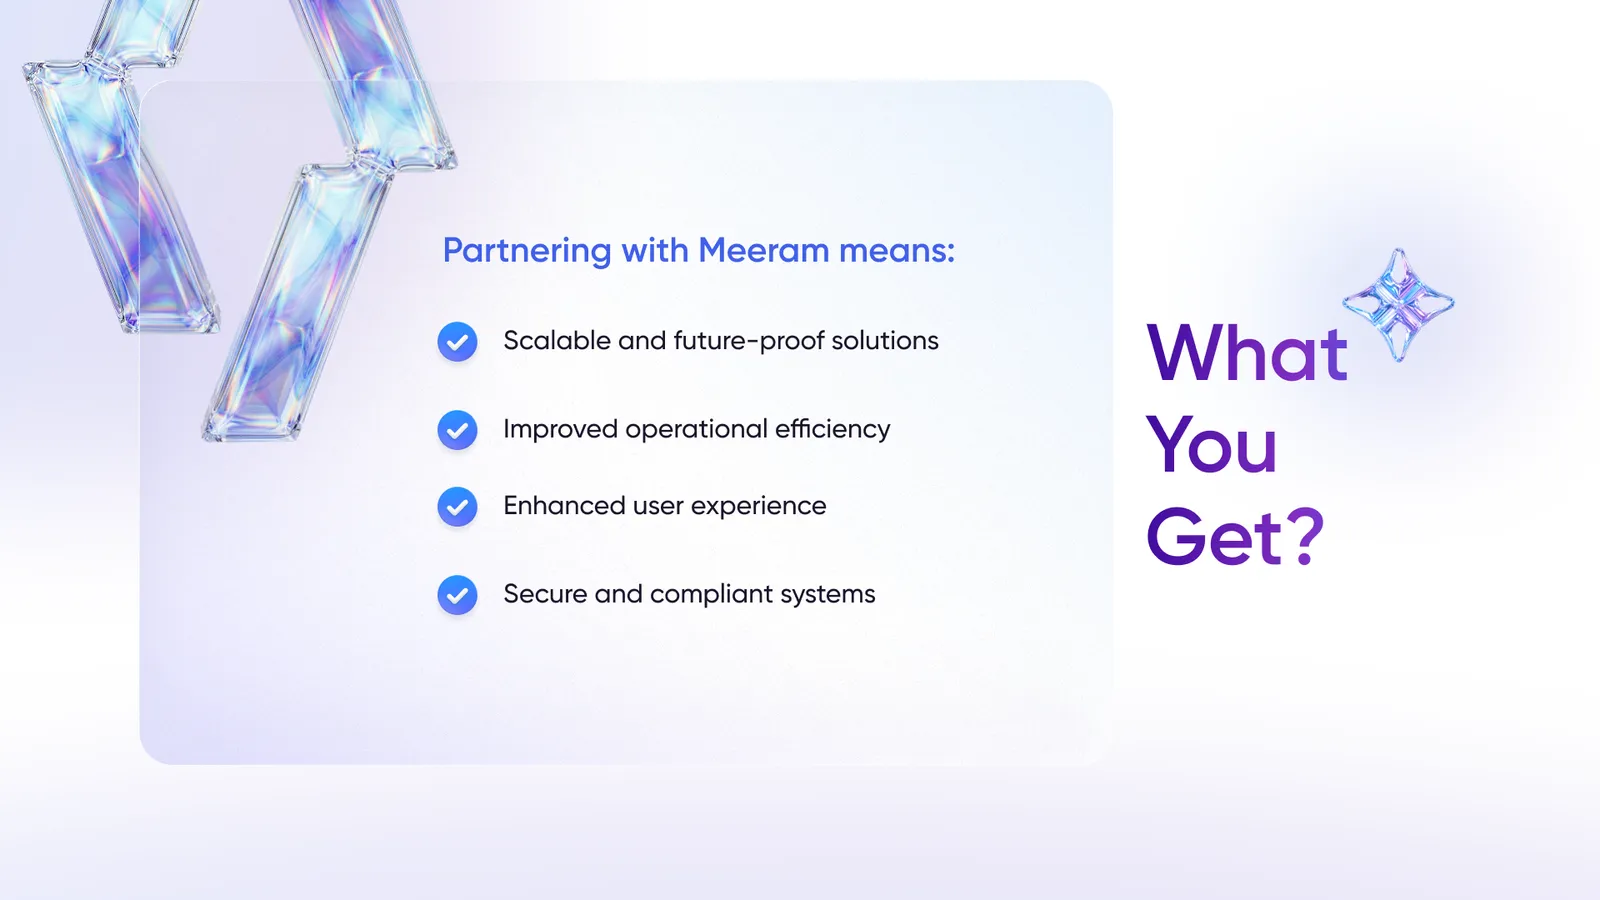 Partnering with Meeram means:
Scalable and future-proof solutions
Improved operational efficiency
Enhanced user experience
Secure and compliant systems
What
You
Get?